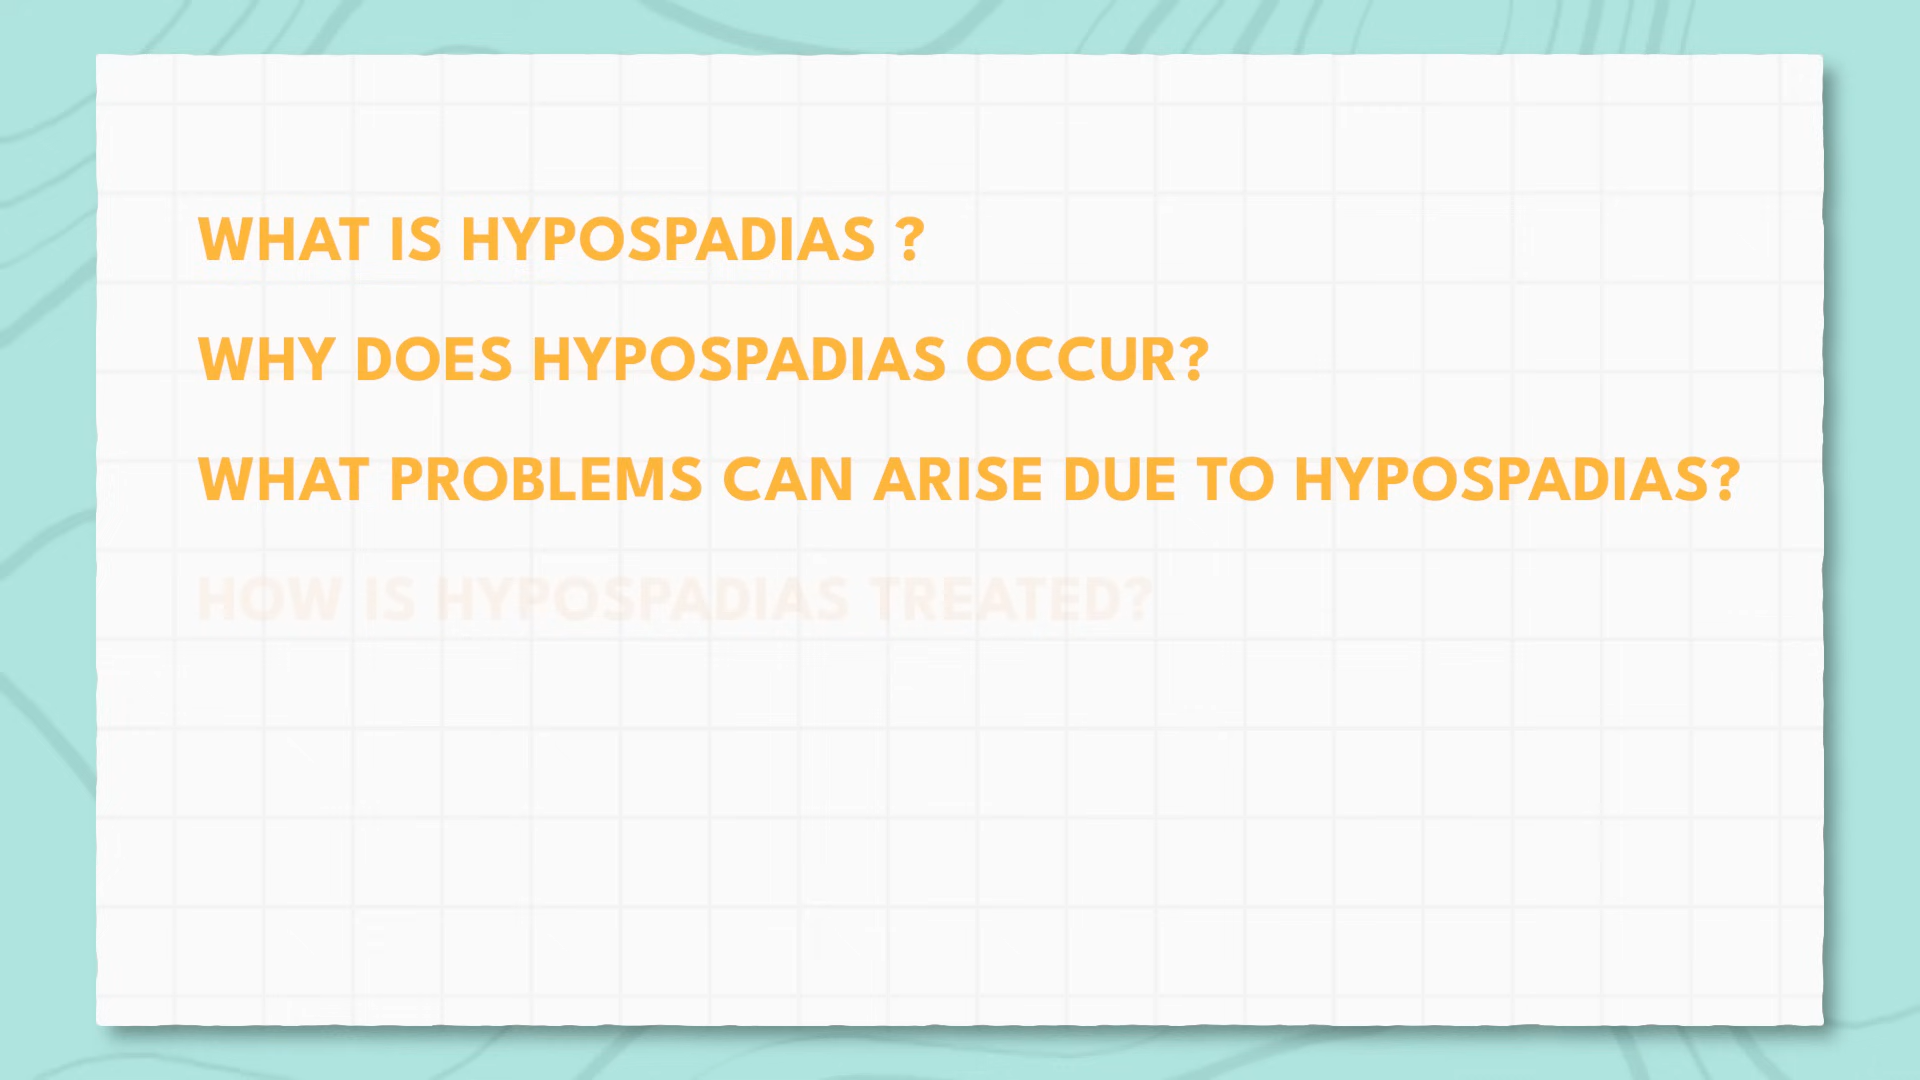 WHAT IS HYPOSPADIAS ?
WHY DOES HYPOSPADIAS OCCUR?
WHAT PROBLEMS CAN ARISE DUE TO HYPOSPADIAS?
HOW IS HYPOSPADIAS TREATED?